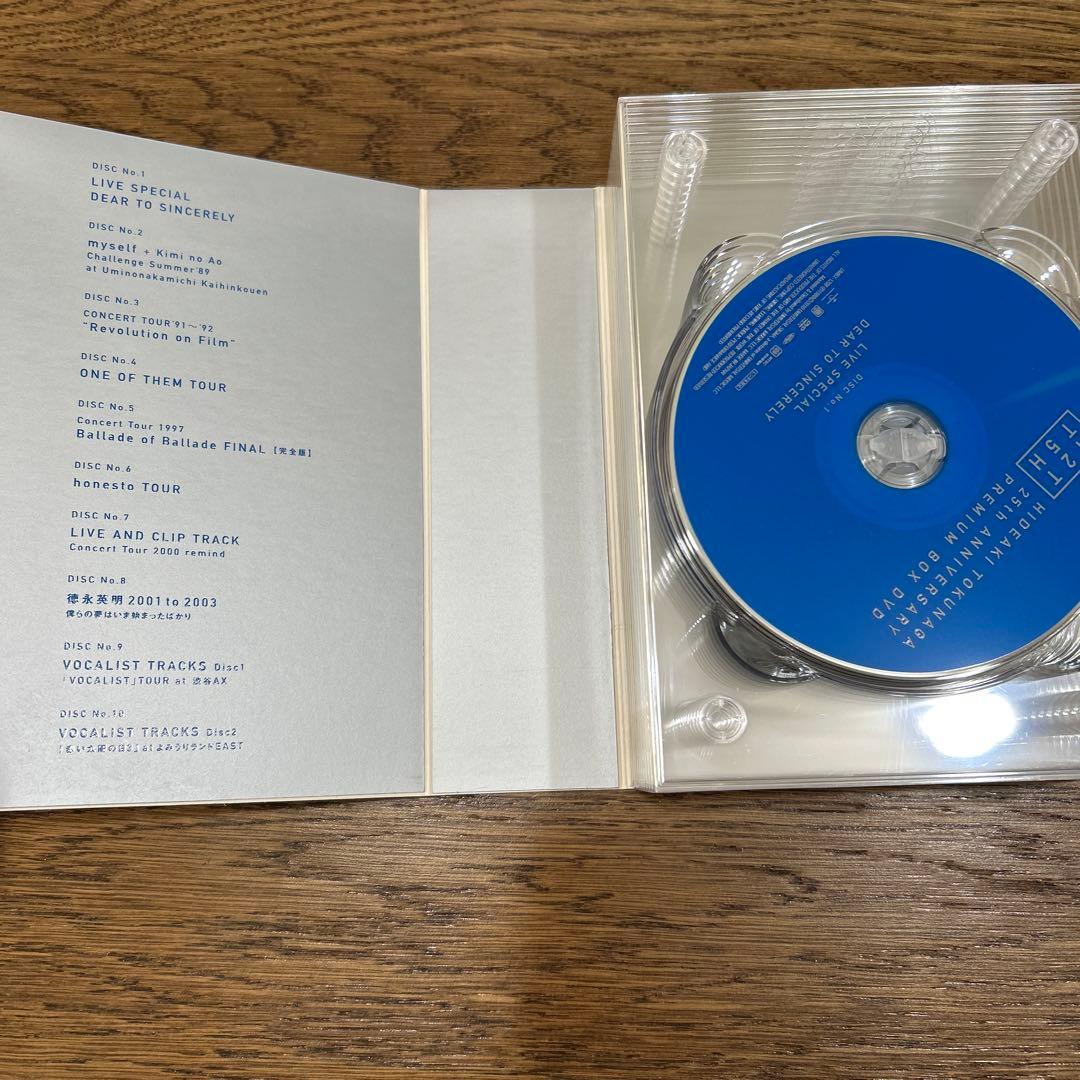 DISC No.1
LIVE SPECIAL
DEAR TO SINCERELY
DISC No.2
myself + Kimi no Ao
Challenge Summer'89
at Uminonakamichi Kaihinkouen
DISC No.3
CONCERT TOUR'91～'92
"Revolution on Film"
DISC No.4
ONE OF THEM TOUR
DISC No.5
Concert Tour 1997
Ballade of Ballade FINAL【完全版】
DISC No.6
honesto TOUR
DISC No.7
LIVE AND CLIP TRACK
Concert Tour 2000 remind
DISC No.8
徳永英明 2001 to 2003
僕らの夢はいま始まったばかり
DISC No.9
VOCALIST TRACKS Disc1
「VOCALIST」TOUR at 渋谷AX
DISC No.10
VOCALIST TRACKS Disc2
at よみうりランドEAST
2T
T5H
HIDEAKI TOKUNAGA
25th ANNIVERSARY
PREMIUM BOX DVD
DISC No.1
LIVE SPECIAL
DEAR TO SINCERELY